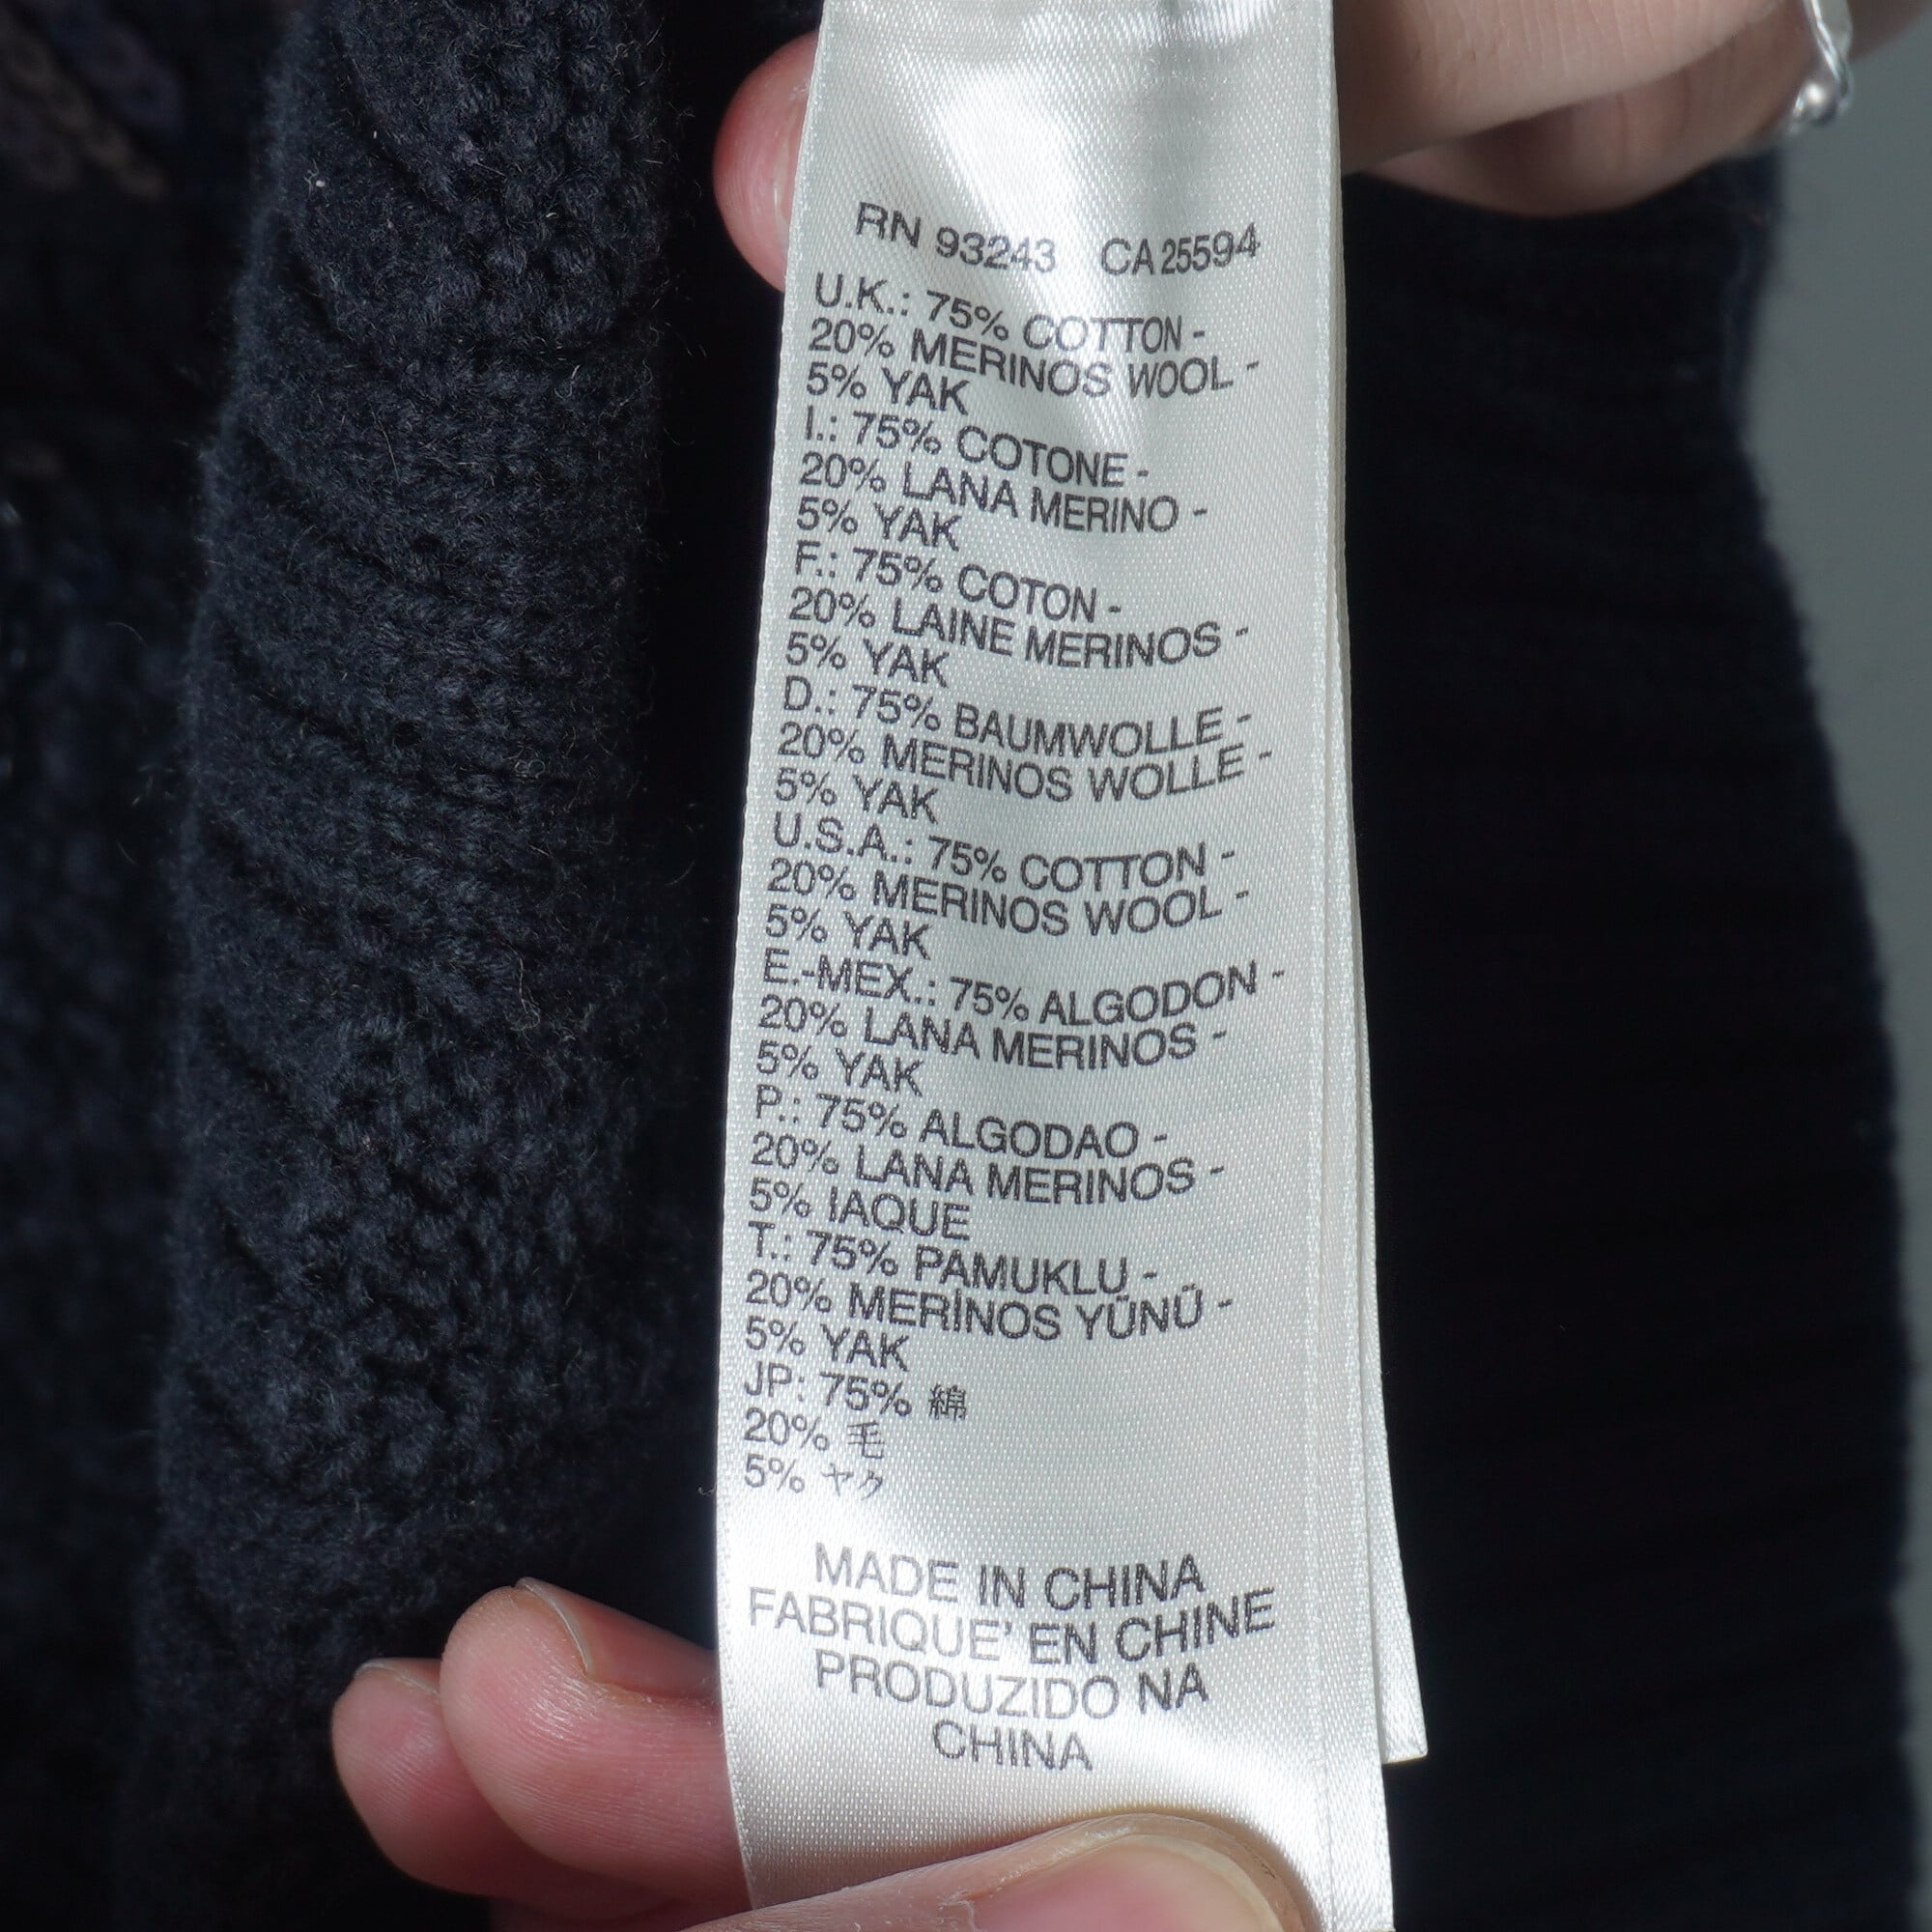 RN 93243 CA 25594
U.K.: 75% COTTON -
20% MERINOS WOOL -
5% YAK
I.: 75% COTONE -
20% LANA MERINO -
5% YAK
F.: 75% COTON -
20% LAINE MERINOS -
5% YAK
D.: 75% BAUMWOLLE -
20% MERINOS WOLLE -
5% YAK
U.S.A.: 75% COTTON -
20% MERINOS WOOL -
5% YAK
E.-MEX.: 75% ALGODON -
20% LANA MERINOS -
5% YAK
P.: 75% ALGODAO -
20% LANA MERINOS -
5% IAQUE
T.: 75% PAMUKLU -
20% MERİNOS YÜNÜ -
5% YAK
JP: 75% 綿
20% 毛
5% ヤク
MADE IN CHINA
FABRIQUE' EN CHINE
PRODUZIDO NA
CHINA